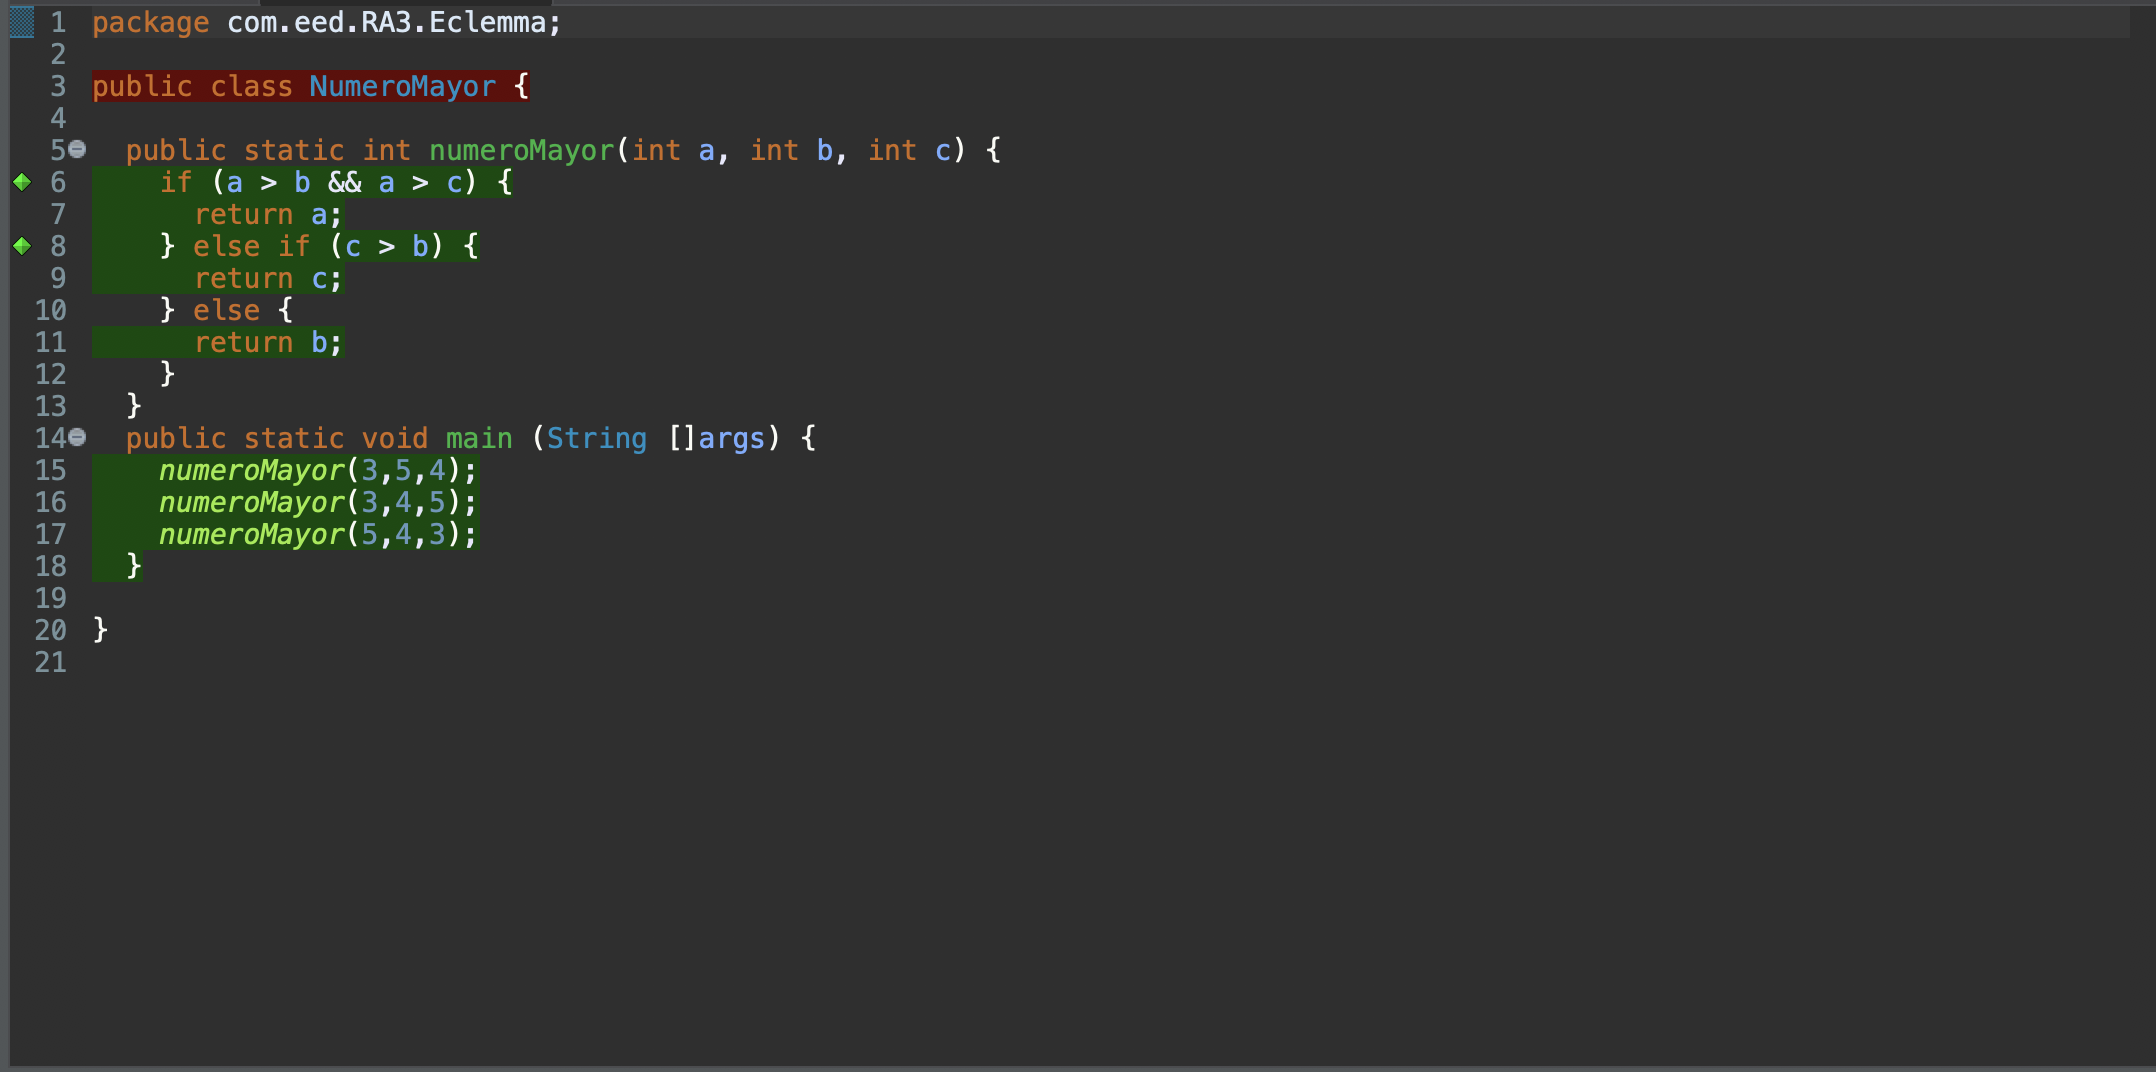 1 package com.eed.RA3.Eclemma;
2
3 public class NumeroMayor {
4
5 public static int numeroMayor(int a, int b, int c) {
6 if (a > b && a > c) {
7 return a;
8 } else if (c > b) {
9 return c;
10 } else {
11 return b;
12 }
13 }
14 public static void main (String []args) {
15 numeroMayor(3,5,4);
16 numeroMayor(3,4,5);
17 numeroMayor(5,4,3);
18 }
19
20 }
21